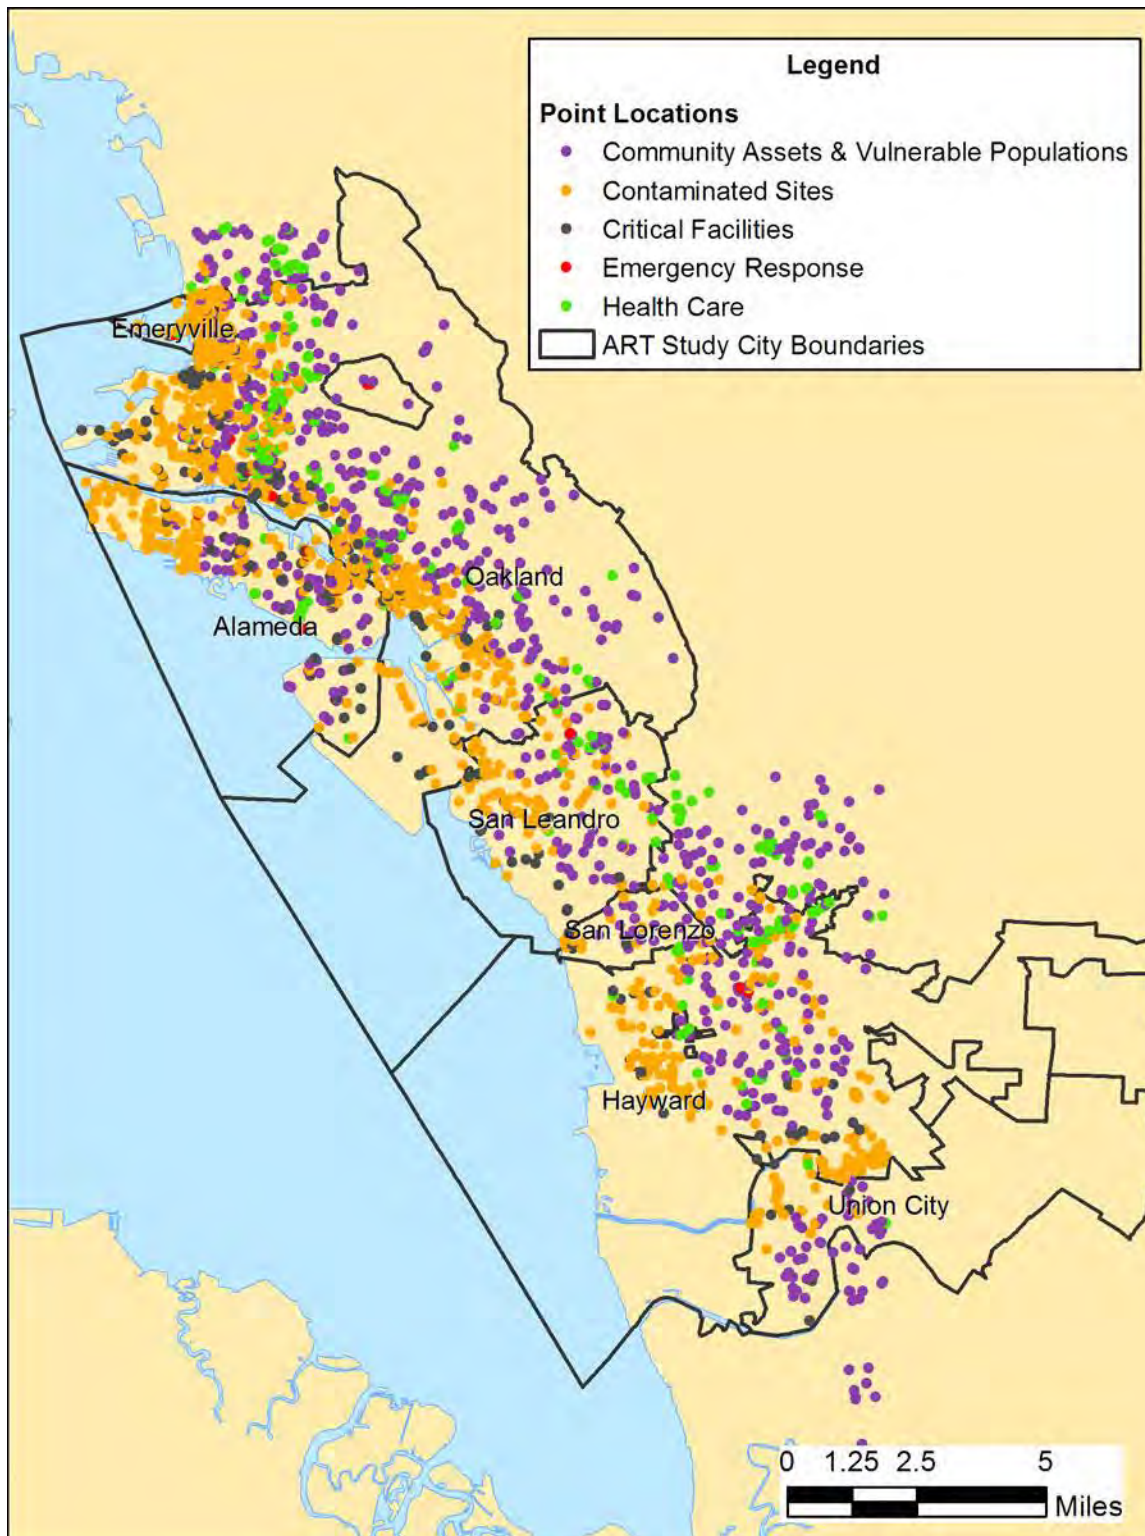 Legend
Point Locations
Community Assets & Vulnerable Populations
Contaminated Sites
Critical Facilities
Emergency Response
Health Care
ART Study City Boundaries
Emeryville
Oakland
Alameda
San Leandro
San Lorenzo
Hayward
Union City
0 1.25 2.5 5
Miles